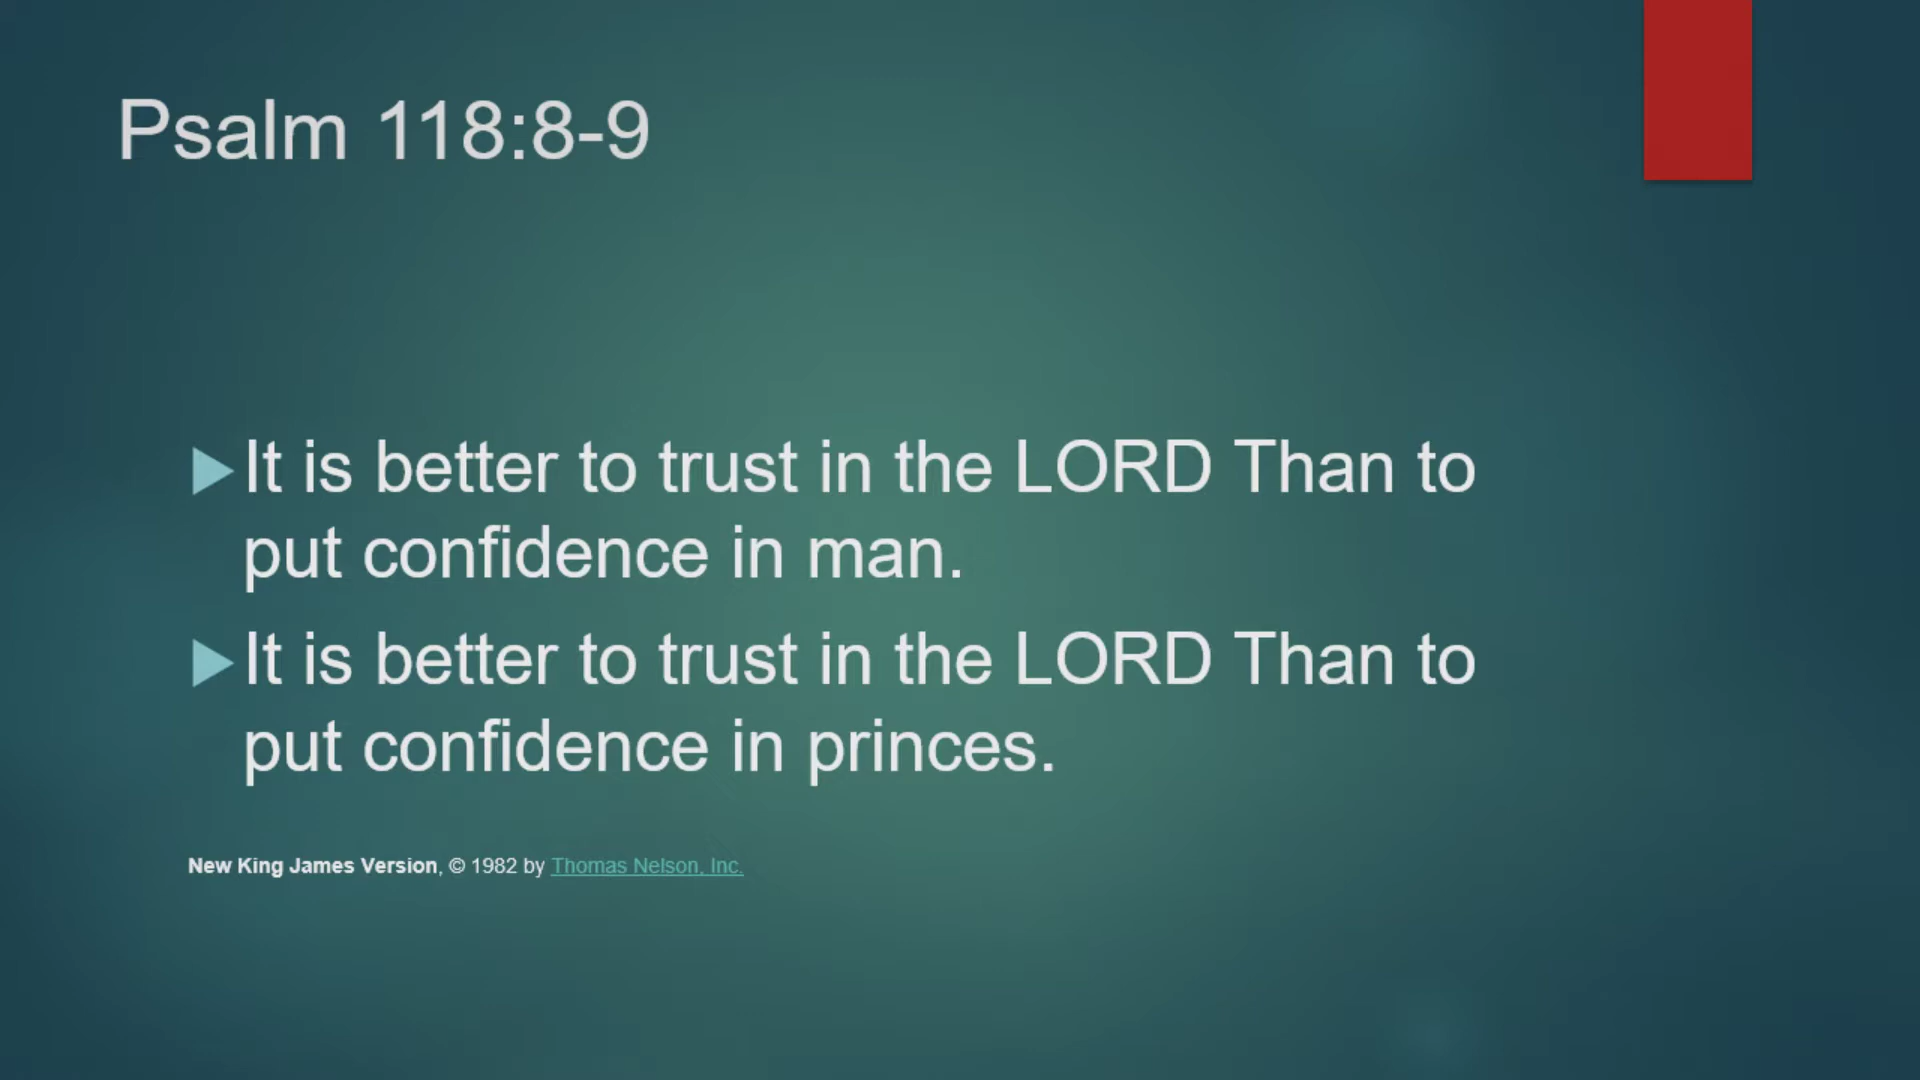 Psalm 118:8-9
It is better to trust in the LORD Than to
put confidence in man.
It is better to trust in the LORD Than to
put confidence in princes.
New King James Version, © 1982 by Thomas Nelson, Inc.